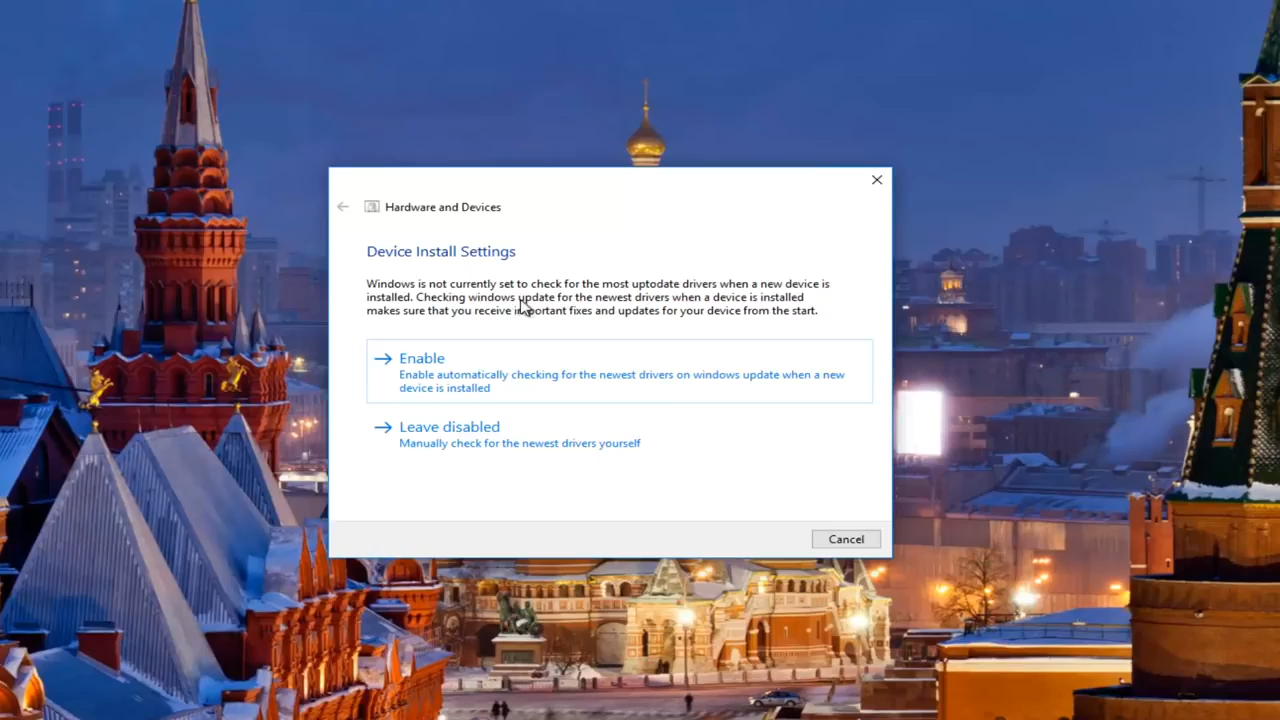 Hardware and Devices
Device Install Settings
Windows is not currently set to check for the most uptodate drivers when a new device is
installed. Checking windows update for the newest drivers when a device is installed
makes sure that you receive important fixes and updates for your device from the start.
Enable
Enable automatically checking for the newest drivers on windows update when a new
device is installed
Leave disabled
Manually check for the newest drivers yourself
Cancel